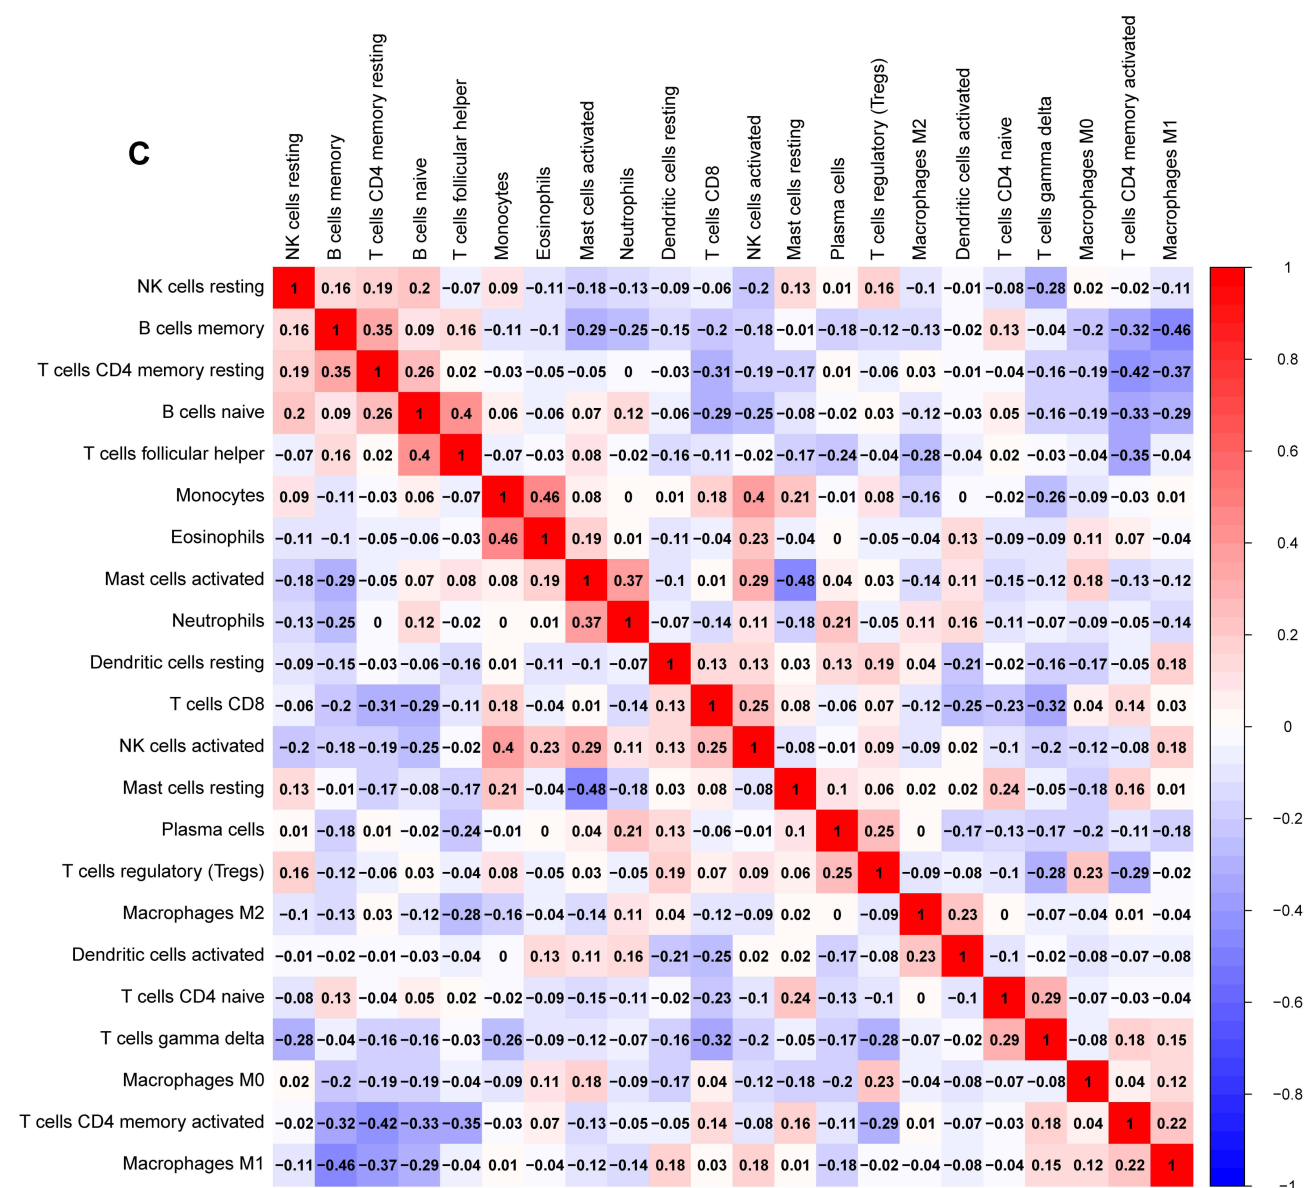 C
NK cells resting
B cells memory
T cells CD4 memory resting
B cells naive
T cells follicular helper
Monocytes
Eosinophils
Mast cells activated
Neutrophils
Dendritic cells resting
T cells CD8
NK cells activated
Mast cells resting
Plasma cells
T cells regulatory (Tregs)
Macrophages M2
Dendritic cells activated
T cells CD4 naive
T cells gamma delta
Macrophages M0
T cells CD4 memory activated
Macrophages M1
NK cells resting 1 0.16 0.19 0.2 −0.07 0.09 −0.11 −0.18 −0.13 −0.09 −0.06 −0.2 0.13 0.01 0.16 −0.1 −0.01 −0.08 −0.28 0.02 −0.02 −0.11
B cells memory 0.16 1 0.35 0.09 0.16 −0.11 −0.1 −0.29 −0.25 −0.15 −0.2 −0.18 −0.01 −0.18 −0.12 −0.13 −0.02 0.13 −0.04 −0.2 −0.32 −0.46
T cells CD4 memory resting 0.19 0.35 1 0.26 0.02 −0.03 −0.05 −0.05 0 −0.03 −0.31 −0.19 −0.17 0.01 −0.06 0.03 −0.01 −0.04 −0.16 −0.19 −0.42 −0.37
B cells naive 0.2 0.09 0.26 1 0.4 0.06 −0.06 0.07 0.12 −0.06 −0.29 −0.25 −0.08 −0.02 0.03 −0.12 −0.03 0.05 −0.16 −0.19 −0.33 −0.29
T cells follicular helper −0.07 0.16 0.02 0.4 1 −0.07 −0.03 0.08 −0.02 −0.16 −0.11 −0.02 −0.17 −0.24 −0.04 −0.28 −0.04 0.02 −0.03 −0.04 −0.35 −0.04
Monocytes 0.09 −0.11 −0.03 0.06 −0.07 1 0.46 0.08 0 0.01 0.18 0.4 0.21 −0.01 0.08 −0.16 0 −0.02 −0.26 −0.09 −0.03 0.01
Eosinophils −0.11 −0.1 −0.05 −0.06 −0.03 0.46 1 0.19 0.01 −0.11 −0.04 0.23 −0.04 0 −0.05 −0.04 0.13 −0.09 −0.09 0.11 0.07 −0.04
Mast cells activated −0.18 −0.29 −0.05 0.07 0.08 0.08 0.19 1 0.37 −0.1 0.01 0.29 −0.48 0.04 0.03 −0.14 0.11 −0.15 −0.12 0.18 −0.13 −0.12
Neutrophils −0.13 −0.25 0 0.12 −0.02 0 0.01 0.37 1 −0.07 −0.14 0.11 −0.18 0.21 −0.05 0.11 0.16 −0.11 −0.07 −0.09 −0.05 −0.14
Dendritic cells resting −0.09 −0.15 −0.03 −0.06 −0.16 0.01 −0.11 −0.1 −0.07 1 0.13 0.13 0.03 0.13 0.19 0.04 −0.21 −0.02 −0.16 −0.17 −0.05 0.18
T cells CD8 −0.06 −0.2 −0.31 −0.29 −0.11 0.18 −0.04 0.01 −0.14 0.13 1 0.25 0.08 −0.06 0.07 −0.12 −0.25 −0.23 −0.32 0.04 0.14 0.03
NK cells activated −0.2 −0.18 −0.19 −0.25 −0.02 0.4 0.23 0.29 0.11 0.13 0.25 1 −0.08 −0.01 0.09 −0.09 0.02 −0.1 −0.2 −0.12 −0.08 0.18
Mast cells resting 0.13 −0.01 −0.17 −0.08 −0.17 0.21 −0.04 −0.48 −0.18 0.03 0.08 −0.08 1 0.1 0.06 0.02 0.02 0.24 −0.05 −0.18 0.16 0.01
Plasma cells 0.01 −0.18 0.01 −0.02 −0.24 −0.01 0 0.04 0.21 0.13 −0.06 −0.01 0.1 1 0.25 0 −0.17 −0.13 −0.17 −0.2 −0.11 −0.18
T cells regulatory (Tregs) 0.16 −0.12 −0.06 0.03 −0.04 0.08 −0.05 0.03 −0.05 0.19 0.07 0.09 0.06 0.25 1 −0.09 −0.08 −0.1 −0.28 0.23 −0.29 −0.02
Macrophages M2 −0.1 −0.13 0.03 −0.12 −0.28 −0.16 −0.04 −0.14 0.11 0.04 −0.12 −0.09 0.02 0 −0.09 1 0.23 0 −0.07 −0.04 0.01 −0.04
Dendritic cells activated −0.01 −0.02 −0.01 −0.03 −0.04 0 0.13 0.11 0.16 −0.21 −0.25 0.02 0.02 −0.17 −0.08 0.23 1 −0.1 −0.02 −0.08 −0.07 −0.08
T cells CD4 naive −0.08 0.13 −0.04 0.05 0.02 −0.02 −0.09 −0.15 −0.11 −0.02 −0.23 −0.1 0.24 −0.13 −0.1 0 −0.1 1 0.29 −0.07 −0.03 −0.04
T cells gamma delta −0.28 −0.04 −0.16 −0.16 −0.03 −0.26 −0.09 −0.12 −0.07 −0.16 −0.32 −0.2 −0.05 −0.17 −0.28 −0.07 −0.02 0.29 1 −0.08 0.18 0.15
Macrophages M0 0.02 −0.2 −0.19 −0.19 −0.04 −0.09 0.11 0.18 −0.09 −0.17 0.04 −0.12 −0.18 −0.2 0.23 −0.04 −0.08 −0.07 −0.08 1 0.04 0.12
T cells CD4 memory activated −0.02 −0.32 −0.42 −0.33 −0.35 −0.03 0.07 −0.13 −0.05 −0.05 0.14 −0.08 0.16 −0.11 −0.29 0.01 −0.07 −0.03 0.18 0.04 1 0.22
Macrophages M1 −0.11 −0.46 −0.37 −0.29 −0.04 0.01 −0.04 −0.12 −0.14 0.18 0.03 0.18 0.01 −0.18 −0.02 −0.04 −0.08 −0.04 0.15 0.12 0.22 1
1
0.8
0.6
0.4
0.2
0
−0.2
−0.4
−0.6
−0.8
−1